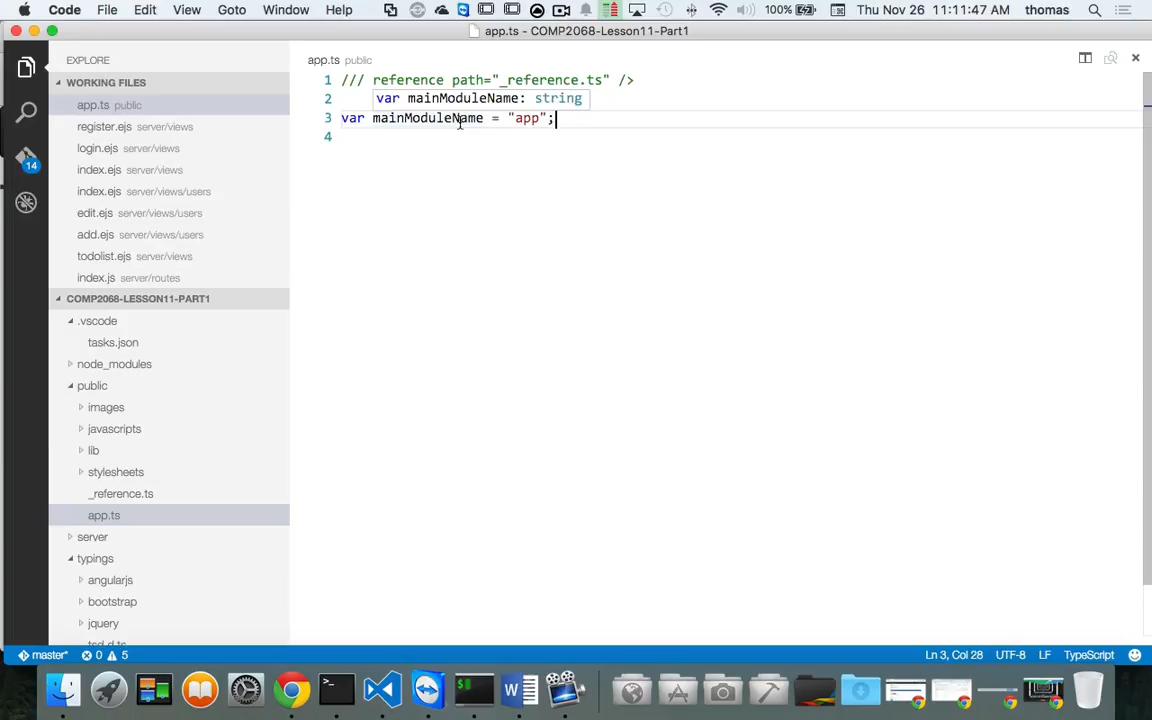 Code File Edit View Goto Window Help 100% Thu Nov 26 11:11:47 AM thomas
app.ts - COMP2068-Lesson11-Part1
EXPLORE
WORKING FILES
app.ts public
register.ejs server/views
login.ejs server/views
index.ejs server/views
index.ejs server/views/users
edit.ejs server/views/users
add.ejs server/views/users
todolist.ejs server/views
index.js server/routes
COMP2068-LESSON11-PART1
.vscode
tasks.json
node_modules
public
images
javascripts
lib
stylesheets
_reference.ts
app.ts
server
typings
angularjs
bootstrap
jquery
tsd.d.ts
14
app.ts public
1 /// reference path="_reference.ts" />
2 var mainModuleName: string
3 var mainModuleName = "app";
4
master* 0 5 Ln 3, Col 28 UTF-8 LF TypeScript